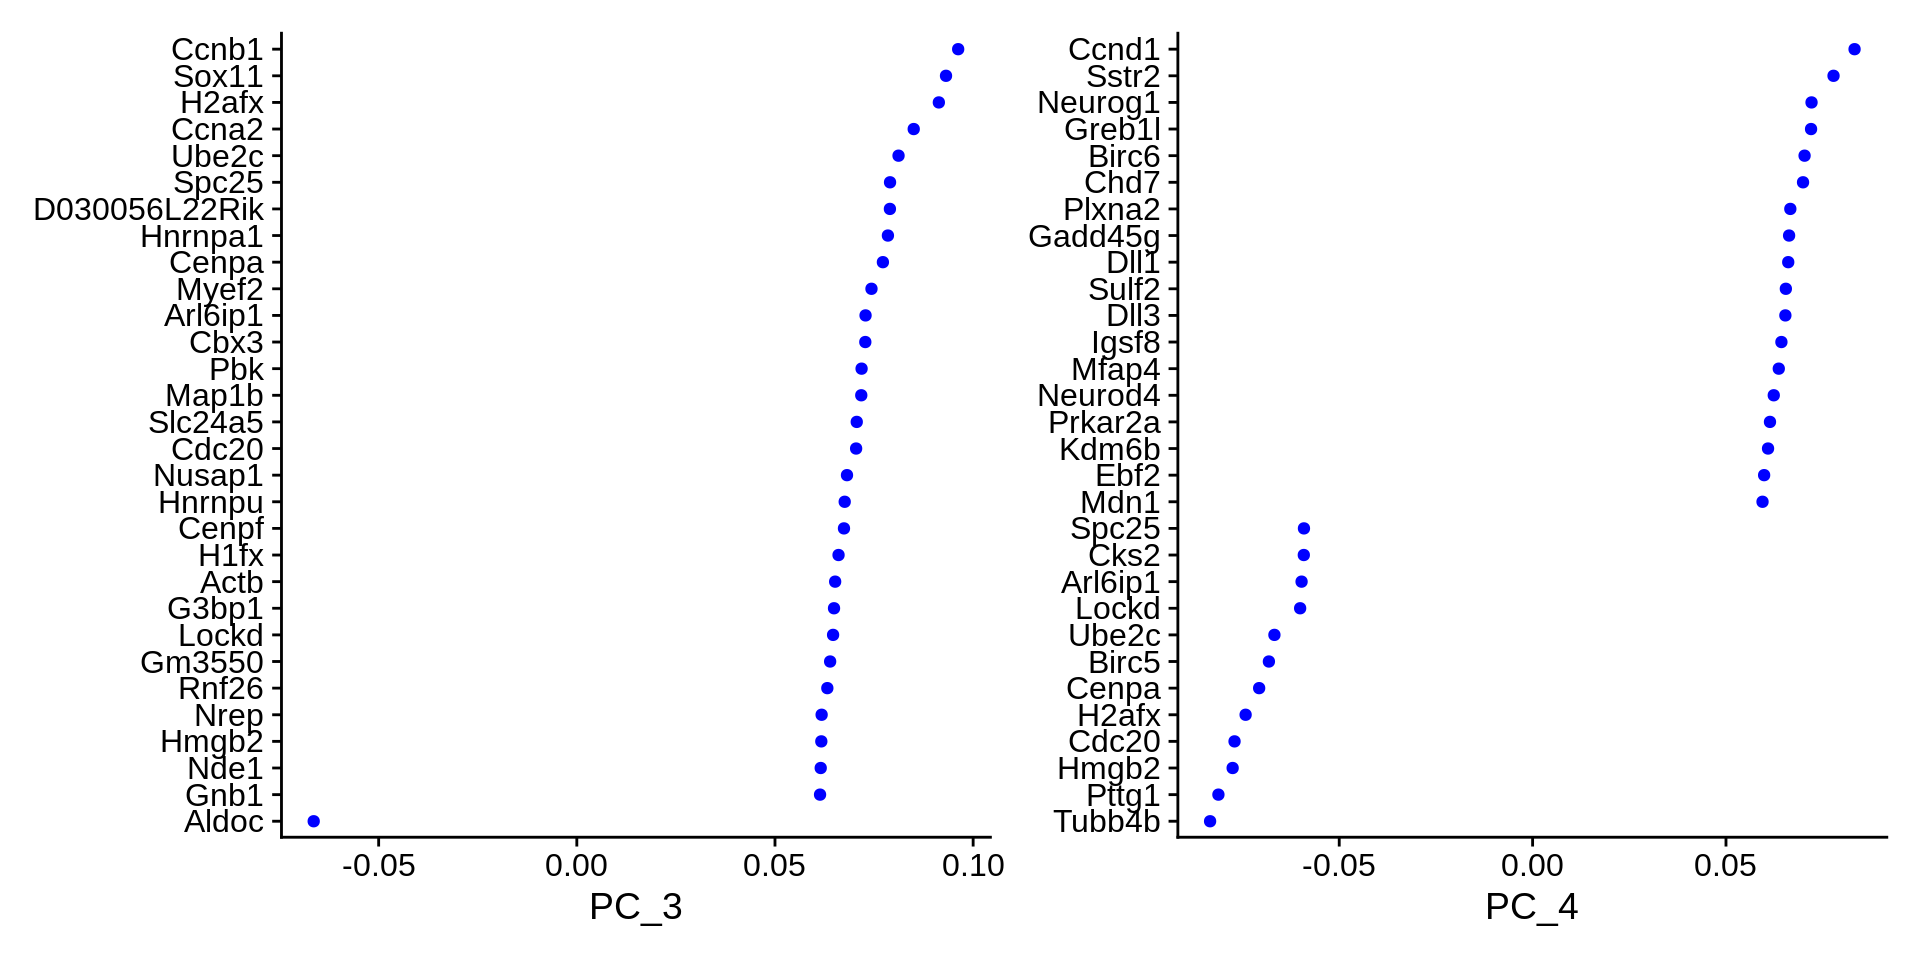 Ccnb1
Sox11
H2afx
Ccna2
Ube2c
Spc25
D030056L22Rik
Hnrnpa1
Cenpa
Myef2
Arl6ip1
Cbx3
Pbk
Map1b
Slc24a5
Cdc20
Nusap1
Hnrnpu
Cenpf
H1fx
Actb
G3bp1
Lockd
Gm3550
Rnf26
Nrep
Hmgb2
Nde1
Gnb1
Aldoc
-0.05 0.00 0.05 0.10
PC_3
Ccnd1
Sstr2
Neurog1
Greb1l
Birc6
Chd7
Plxna2
Gadd45g
Dll1
Sulf2
Dll3
Igsf8
Mfap4
Neurod4
Prkar2a
Kdm6b
Ebf2
Mdn1
Spc25
Cks2
Arl6ip1
Lockd
Ube2c
Birc5
Cenpa
H2afx
Cdc20
Hmgb2
Pttg1
Tubb4b
-0.05 0.00 0.05
PC_4